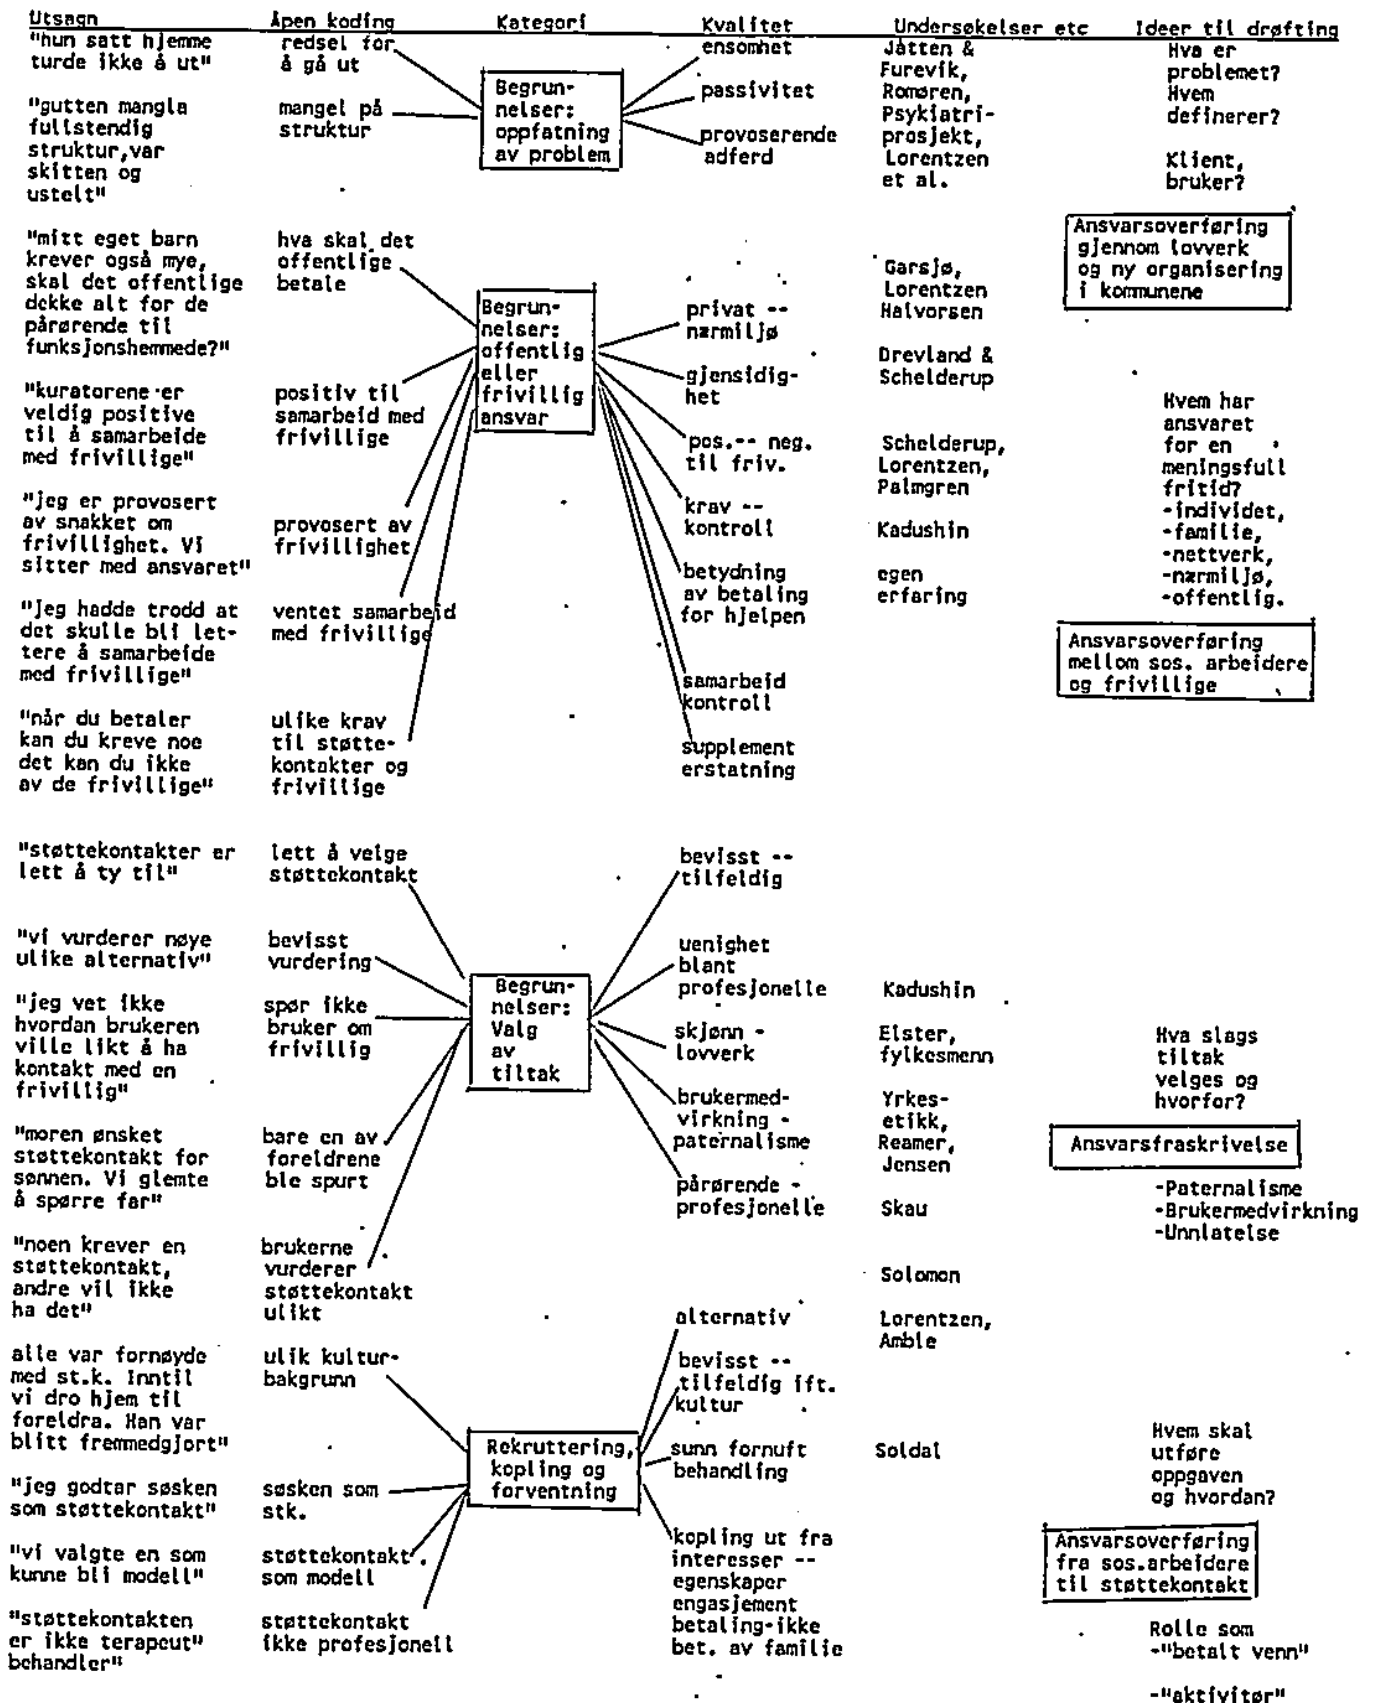 Utsagn Åpen koding Kategori Kvalitet Undersøkelser etc Ideer til drøfting
"hun satt hjemme
turde ikke å ut"
"gutten mangla
fullstendig
struktur,var
skitten og
ustelt"
"mitt eget barn
krever også mye,
skal det offentlige
dekke alt for de
pårørende til
funksjonshemmede?"
"kuratorene er
veldig positive
til å samarbeide
med frivillige"
"jeg er provosert
av snakket om
frivillighet. Vi
sitter med ansvaret"
"Jeg hadde trodd at
det skulle bli let-
tere å samarbeide
med frivillige"
"når du betaler
kan du kreve noe
det kan du ikke
av de frivillige"
"støttekontakter er
lett å ty til"
"vi vurderer nøye
ulike alternativ"
"jeg vet ikke
hvordan brukeren
ville likt å ha
kontakt med en
frivillig"
"moren ønsket
støttekontakt for
sønnen. Vi glemte
å spørre far"
"noen krever en
støttekontakt,
andre vil ikke
ha det"
alle var fornøyde
med st.k. Inntil
vi dro hjem til
foreldra. Han var
blitt fremmedgjort"
"jeg godtar søsken
som støttekontakt"
"vi valgte en som
kunne bli modell"
"støttekontakten
er ikke terapeut"
behandler"
redsel for
å gå ut
mangel på
struktur
hva skal det
offentlige
betale
positiv til
samarbeid med
frivillige
provosert av
frivillighet
ventet samarbeid
med frivillige
ulike krav
til støtte-
kontakter og
frivillige
lett å velge
støttekontakt
bevisst
vurdering
spør ikke
bruker om
frivillig
bare en av
foreldrene
ble spurt
brukerne
vurderer
støttekontakt
ulikt
ulik kultur-
bakgrunn
søsken som
stk.
støttekontakt
som modell
støttekontakt
ikke profesjonell
Begrun-
nelser:
oppfatning
av problem
Begrun-
nelser:
offentlig
eller
frivillig
ansvar
Begrun-
nelser:
Valg
av
tiltak
Rekruttering,
kopling og
forventning
ensomhet
passivitet
provoserende
adferd
privat --
nærmiljø
gjensidig-
het
pos.-- neg.
til friv.
krav --
kontroll
betydning
av betaling
for hjelpen
samarbeid
kontroll
supplement
erstatning
bevisst --
tilfeldig
uenighet
blant
profesjonelle
skjønn -
lovverk
brukermed-
virkning -
paternalisme
pårørende -
profesjonelle
alternativ
bevisst --
tilfeldig ift.
kultur
sunn fornuft
behandling
kopling ut fra
interesser --
egenskaper
engasjement
betaling-ikke
bet. av familie
Jåtten &
Furevik,
Romøren,
Psykiatri-
prosjekt,
Lorentzen
et al.
Garsjø,
Lorentzen
Halvorsen
Drevland &
Schelderup
Schelderup,
Lorentzen,
Palmgren
Kadushin
egen
erfaring
Kadushin
Elster,
fylkesmenn
Yrkes-
etikk,
Reamer,
Jensen
Skau
Solomon
Lorentzen,
Amble
Soldal
Hva er
problemet?
Hvem
definerer?
Klient,
bruker?
Ansvarsoverføring
gjennom lovverk
og ny organisering
i kommunene
Hvem har
ansvaret
for en
meningsfull
fritid?
-individet,
-familie,
-nettverk,
-nærmiljø,
-offentlig.
Ansvarsoverføring
mellom sos. arbeidere
og frivillige
Hva slags
tiltak
velges og
hvorfor?
Ansvarsfraskrivelse
-Paternalisme
-Brukermedvirkning
-Unnlatelse
Hvem skal
utføre
oppgaven
og hvordan?
Ansvarsoverføring
fra sos.arbeidere
til støttekontakt
Rolle som
-"betalt venn"
-"aktivitør"